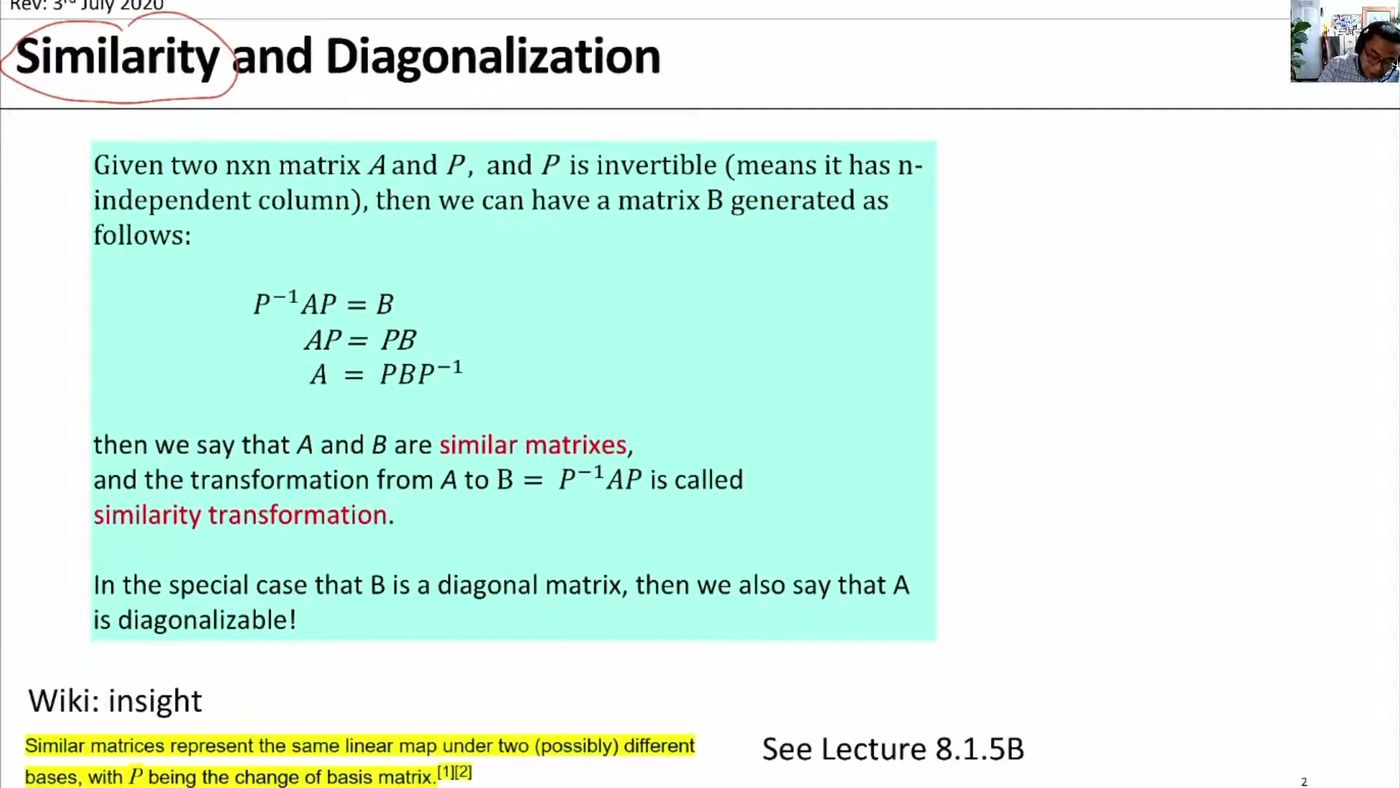 Rev: 3rd July 2020
Similarity and Diagonalization
Given two nxn matrix A and P, and P is invertible (means it has n-
independent column), then we can have a matrix B generated as
follows:
P⁻¹AP = B
AP = PB
A = PBP⁻¹
then we say that A and B are similar matrixes,
and the transformation from A to B = P⁻¹AP is called
similarity transformation.
In the special case that B is a diagonal matrix, then we also say that A
is diagonalizable!
Wiki: insight
Similar matrices represent the same linear map under two (possibly) different
bases, with P being the change of basis matrix.[1][2]
See Lecture 8.1.5B
2